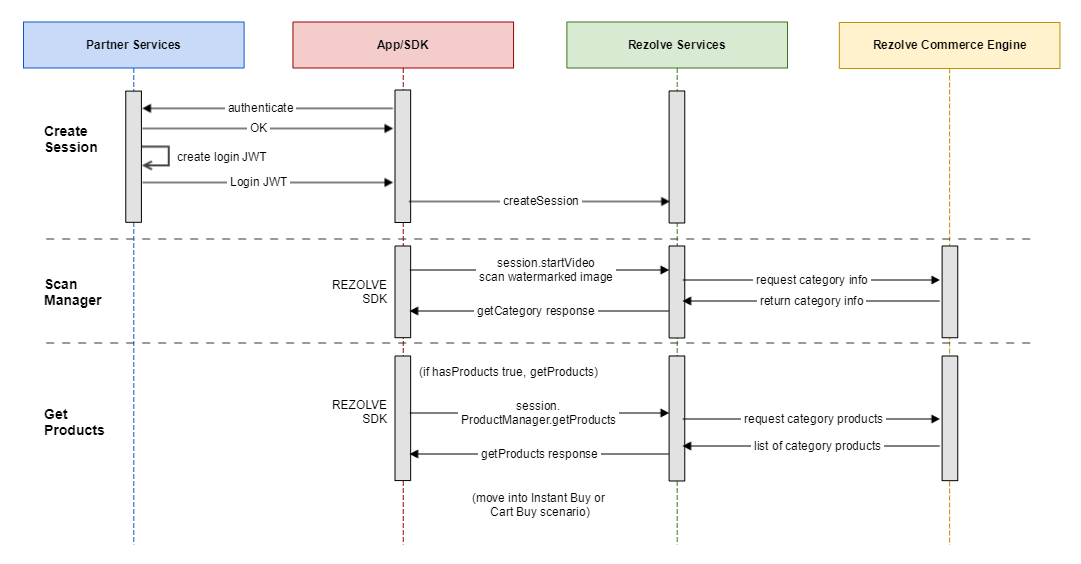 Partner Services
App/SDK
Rezolve Services
Rezolve Commerce Engine
Create
Session
authenticate
OK
create login JWT
Login JWT
createSession
Scan
Manager
REZOLVE
SDK
session.startVideo
scan watermarked image
request category info
return category info
getCategory response
Get
Products
(if hasProducts true, getProducts)
REZOLVE
SDK
session.
ProductManager.getProducts
request category products
list of category products
getProducts response
(move into Instant Buy or
Cart Buy scenario)